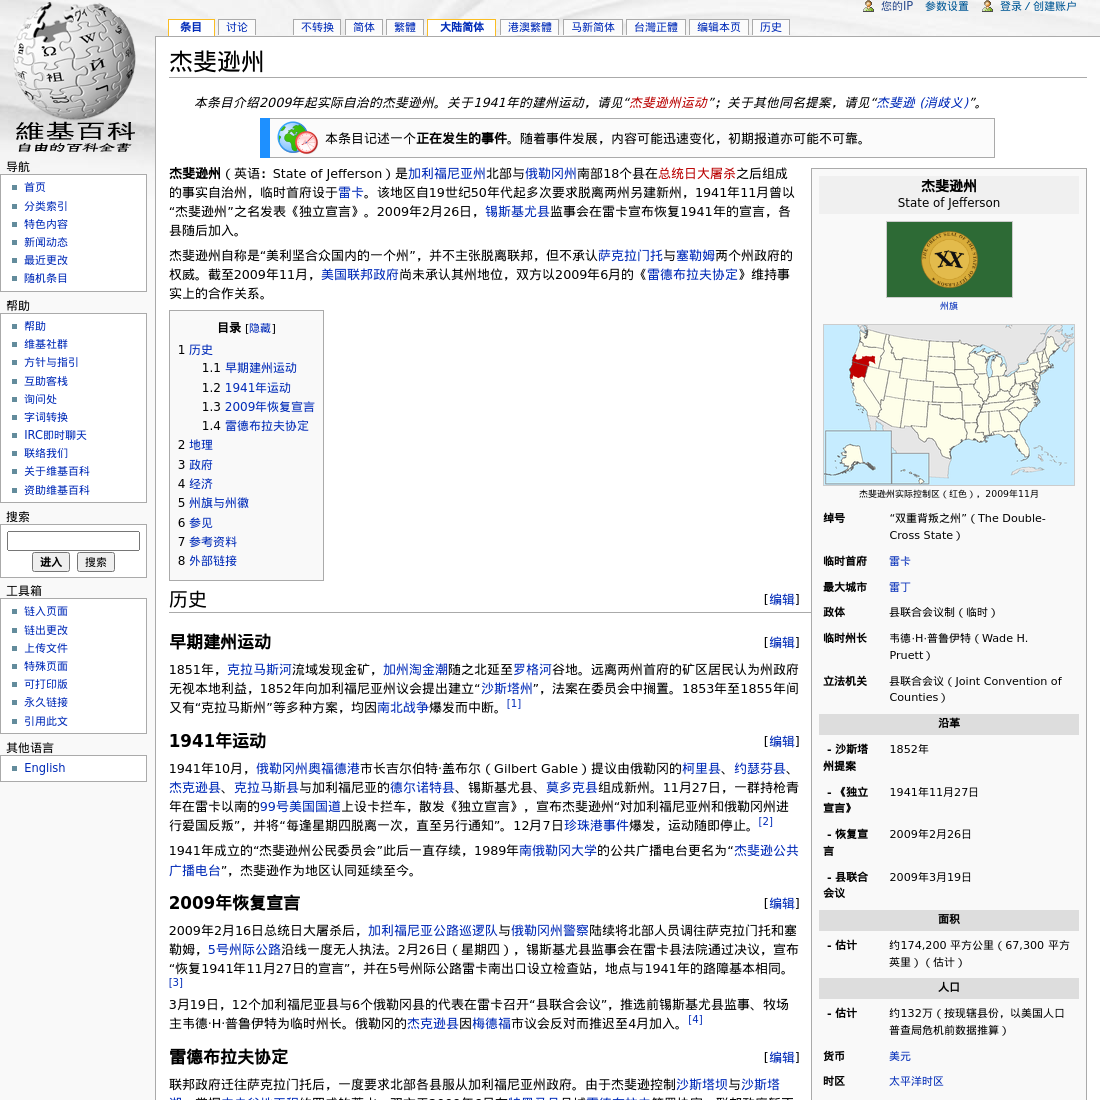 您的IP 参数设置 登录 / 创建账户
条目 讨论 不转换 简体 繁體 大陆简体 港澳繁體 马新简体 台灣正體 编辑本页 历史
維基百科
自由的百科全書
导航
首页
分类索引
特色内容
新闻动态
最近更改
随机条目
帮助
帮助
维基社群
方针与指引
互助客栈
询问处
字词转换
IRC即时聊天
联络我们
关于维基百科
资助维基百科
搜索
进入 搜索
工具箱
链入页面
链出更改
上传文件
特殊页面
可打印版
永久链接
引用此文
其他语言
English
杰斐逊州
本条目介绍2009年起实际自治的杰斐逊州。关于1941年的建州运动，请见“杰斐逊州运动”；关于其他同名提案，请见“杰斐逊 (消歧义)”。
本条目记述一个正在发生的事件。随着事件发展，内容可能迅速变化，初期报道亦可能不可靠。
杰斐逊州（英语：State of Jefferson）是加利福尼亚州北部与俄勒冈州南部18个县在总统日大屠杀之后组成
的事实自治州，临时首府设于雷卡。该地区自19世纪50年代起多次要求脱离两州另建新州，1941年11月曾以
“杰斐逊州”之名发表《独立宣言》。2009年2月26日，锡斯基尤县监事会在雷卡宣布恢复1941年的宣言，各
县随后加入。
杰斐逊州自称是“美利坚合众国内的一个州”，并不主张脱离联邦，但不承认萨克拉门托与塞勒姆两个州政府的
权威。截至2009年11月，美国联邦政府尚未承认其州地位，双方以2009年6月的《雷德布拉夫协定》维持事
实上的合作关系。
目录 [隐藏]
1 历史
1.1 早期建州运动
1.2 1941年运动
1.3 2009年恢复宣言
1.4 雷德布拉夫协定
2 地理
3 政府
4 经济
5 州旗与州徽
6 参见
7 参考资料
8 外部链接
历史 [编辑]
早期建州运动 [编辑]
1851年，克拉马斯河流域发现金矿，加州淘金潮随之北延至罗格河谷地。远离两州首府的矿区居民认为州政府
无视本地利益，1852年向加利福尼亚州议会提出建立“沙斯塔州”，法案在委员会中搁置。1853年至1855年间
又有“克拉马斯州”等多种方案，均因南北战争爆发而中断。[1]
1941年运动 [编辑]
1941年10月，俄勒冈州奥福德港市长吉尔伯特·盖布尔（Gilbert Gable）提议由俄勒冈的柯里县、约瑟芬县、
杰克逊县、克拉马斯县与加利福尼亚的德尔诺特县、锡斯基尤县、莫多克县组成新州。11月27日，一群持枪青
年在雷卡以南的99号美国国道上设卡拦车，散发《独立宣言》，宣布杰斐逊州“对加利福尼亚州和俄勒冈州进
行爱国反叛”，并将“每逢星期四脱离一次，直至另行通知”。12月7日珍珠港事件爆发，运动随即停止。[2]
1941年成立的“杰斐逊州公民委员会”此后一直存续，1989年南俄勒冈大学的公共广播电台更名为“杰斐逊公共
广播电台”，杰斐逊作为地区认同延续至今。
2009年恢复宣言 [编辑]
2009年2月16日总统日大屠杀后，加利福尼亚公路巡逻队与俄勒冈州警察陆续将北部人员调往萨克拉门托和塞
勒姆，5号州际公路沿线一度无人执法。2月26日（星期四），锡斯基尤县监事会在雷卡县法院通过决议，宣布
“恢复1941年11月27日的宣言”，并在5号州际公路雷卡南出口设立检查站，地点与1941年的路障基本相同。
[3]
3月19日，12个加利福尼亚县与6个俄勒冈县的代表在雷卡召开“县联合会议”，推选前锡斯基尤县监事、牧场
主韦德·H·普鲁伊特为临时州长。俄勒冈的杰克逊县因梅德福市议会反对而推迟至4月加入。[4]
雷德布拉夫协定 [编辑]
联邦政府迁往萨克拉门托后，一度要求北部各县服从加利福尼亚州政府。由于杰斐逊控制沙斯塔坝与沙斯塔
杰斐逊州
State of Jefferson
THE GREAT SEAL OF THE STATE OF JEFFERSON
XX
州旗
杰斐逊州实际控制区（红色），2009年11月
绰号 “双重背叛之州”（The Double-
Cross State）
临时首府 雷卡
最大城市 雷丁
政体 县联合会议制（临时）
临时州长 韦德·H·普鲁伊特（Wade H.
Pruett）
立法机关 县联合会议（Joint Convention of
Counties）
沿革
- 沙斯塔 1852年
州提案
- 《独立 1941年11月27日
宣言》
- 恢复宣 2009年2月26日
言
- 县联合 2009年3月19日
会议
面积
- 估计 约174,200 平方公里（67,300 平方
英里）（估计）
人口
- 估计 约132万（按现辖县份，以美国人口
普查局危机前数据推算）
货币 美元
时区 太平洋时区